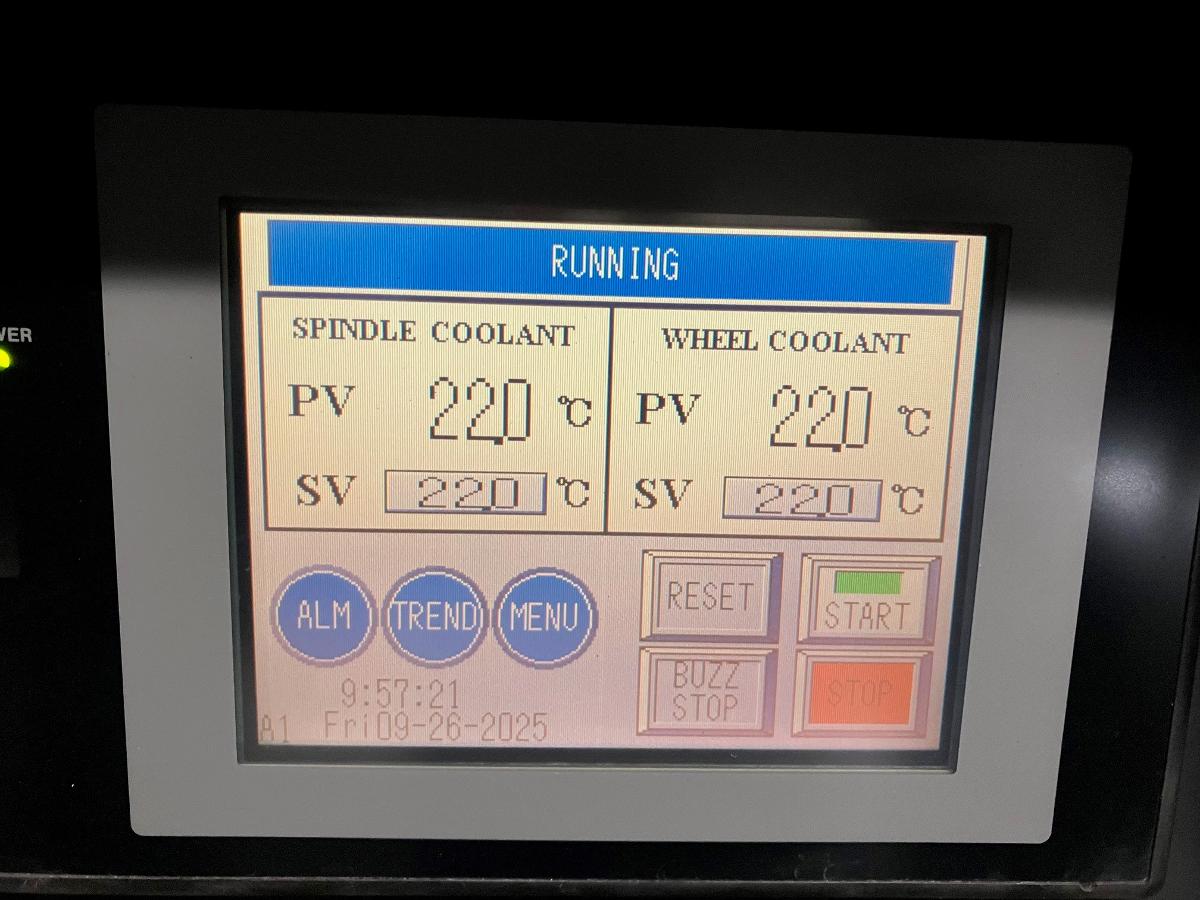 RUNNING
SPINDLE COOLANT
PV 22.0 ℃
SV 22.0 ℃
WHEEL COOLANT
PV 22.0 ℃
SV 22.0 ℃
ALM TREND MENU
RESET
START
BUZZ
STOP
STOP
9:57:21
A1 Fri09-26-2025